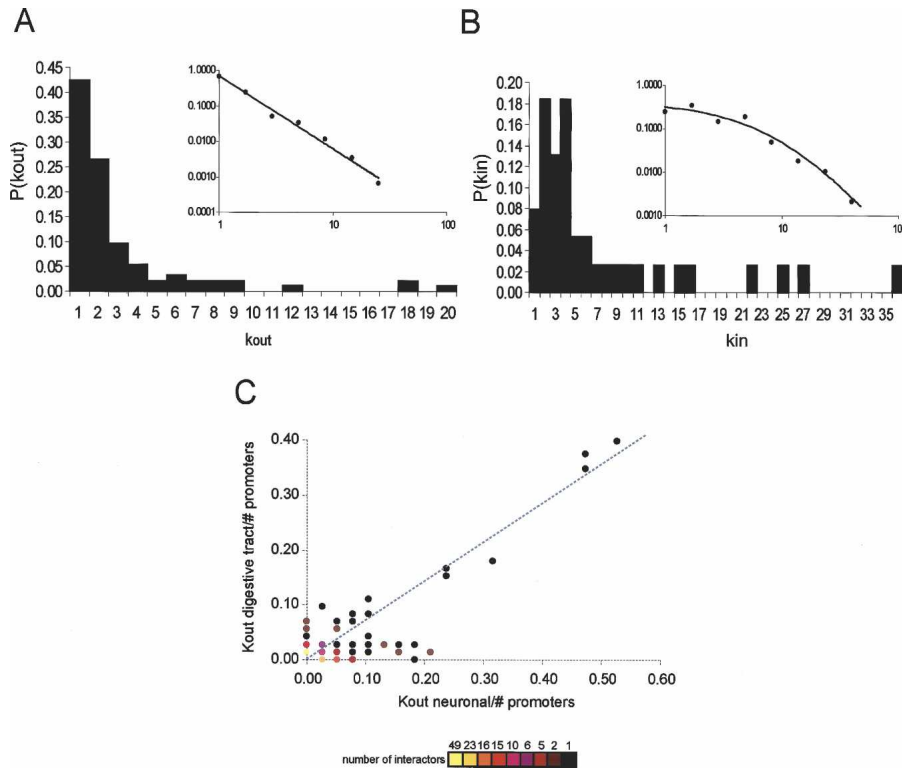 A
B
0.45
0.40
0.35
0.30
0.25
0.20
0.15
0.10
0.05
0.00
P(kout)
1.0000
0.1000
0.0100
0.0010
0.0001
1 10 100
1 2 3 4 5 6 7 8 9 10 11 12 13 14 15 16 17 18 19 20
kout
0.20
0.18
0.16
0.14
0.12
0.10
0.08
0.06
0.04
0.02
0.00
P(kin)
1.0000
0.1000
0.0100
0.0010
1 10 10
1 3 5 7 9 11 13 15 17 19 21 23 25 27 29 31 33 35
kin
C
0.40
0.30
0.20
0.10
0.00
Kout digestive tract/# promoters
0.00 0.10 0.20 0.30 0.40 0.50 0.60
Kout neuronal/# promoters
49 23 16 15 10 6 5 2 1
number of interactors